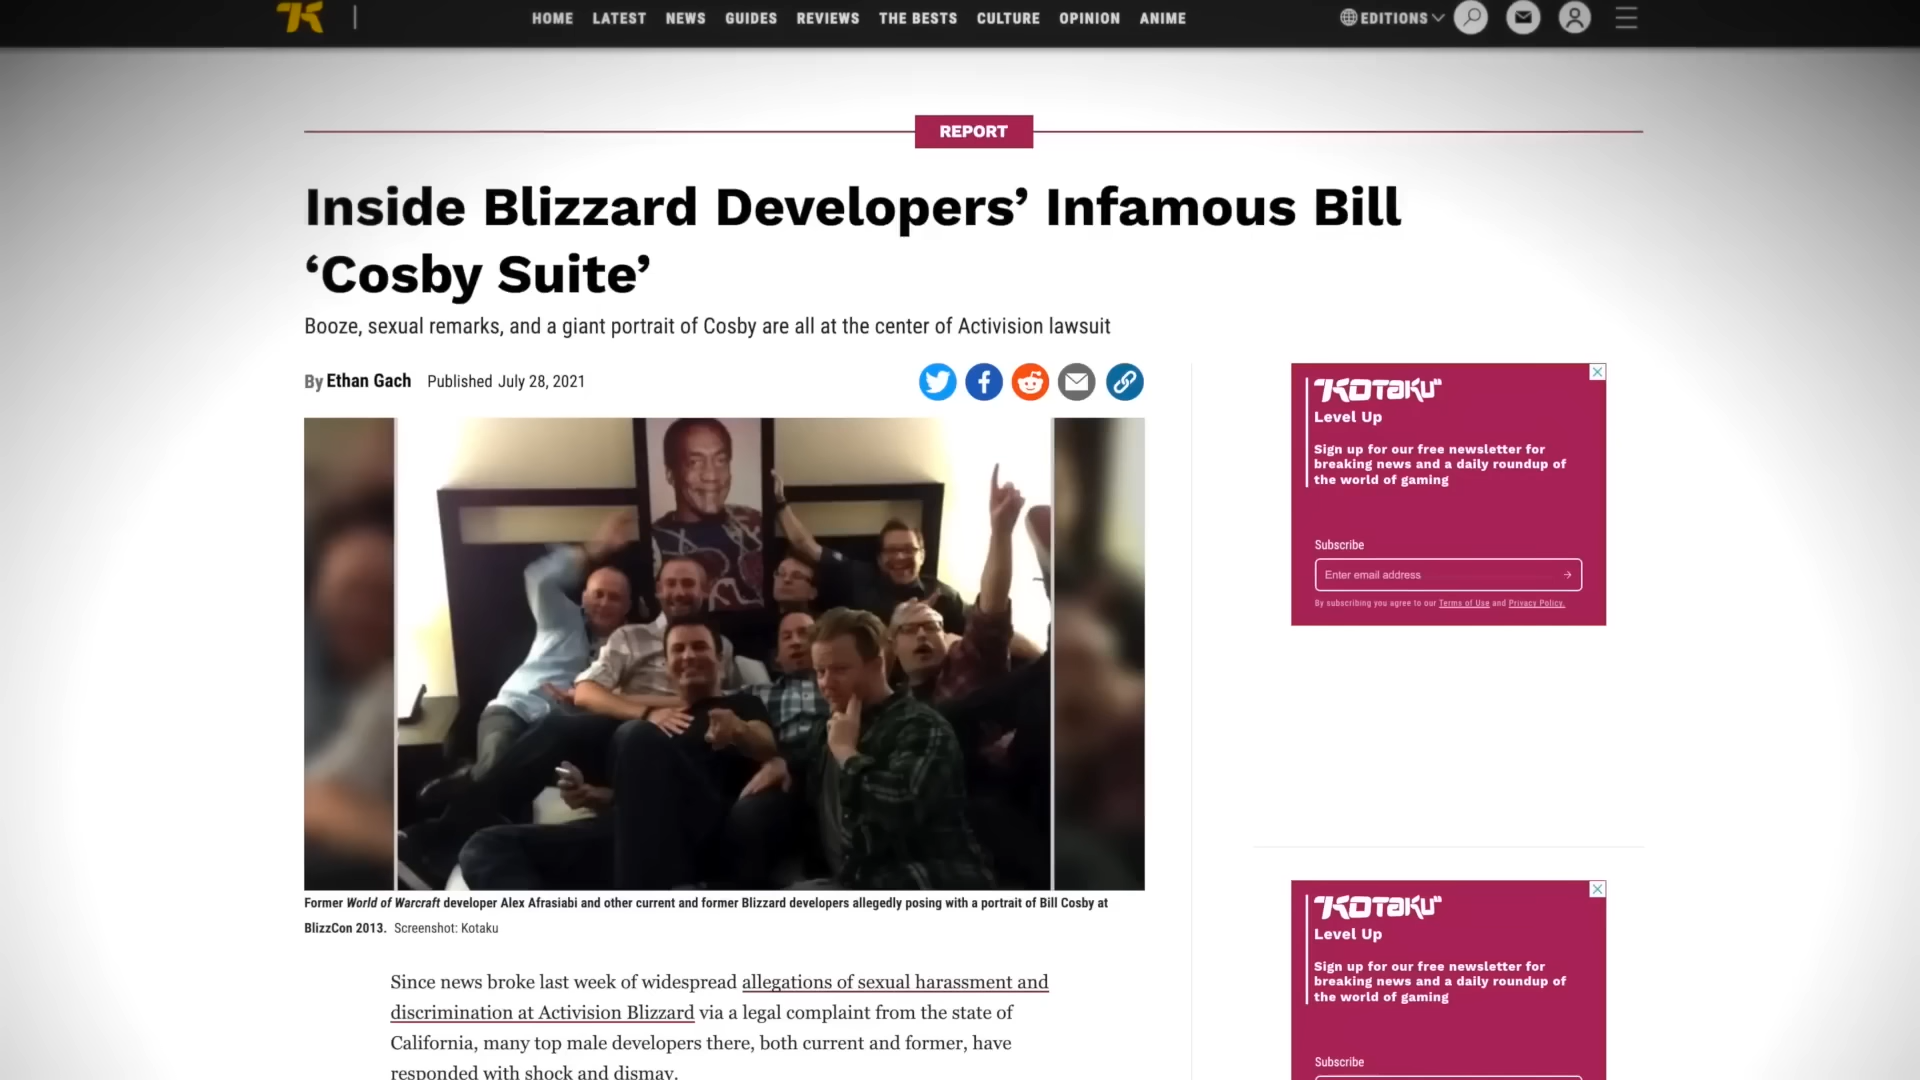 HOME LATEST NEWS GUIDES REVIEWS THE BESTS CULTURE OPINION ANIME EDITIONS
REPORT
Inside Blizzard Developers’ Infamous Bill
‘Cosby Suite’
Booze, sexual remarks, and a giant portrait of Cosby are all at the center of Activision lawsuit
By Ethan Gach Published July 28, 2021
Former World of Warcraft developer Alex Afrasiabi and other current and former Blizzard developers allegedly posing with a portrait of Bill Cosby at
BlizzCon 2013. Screenshot: Kotaku
Since news broke last week of widespread allegations of sexual harassment and
discrimination at Activision Blizzard via a legal complaint from the state of
California, many top male developers there, both current and former, have
responded with shock and dismay.
KOTAKU
Level Up
Sign up for our free newsletter for
breaking news and a daily roundup of
the world of gaming
Subscribe
Enter email address
By subscribing you agree to our Terms of Use and Privacy Policy.
KOTAKU
Level Up
Sign up for our free newsletter for
breaking news and a daily roundup of
the world of gaming
Subscribe